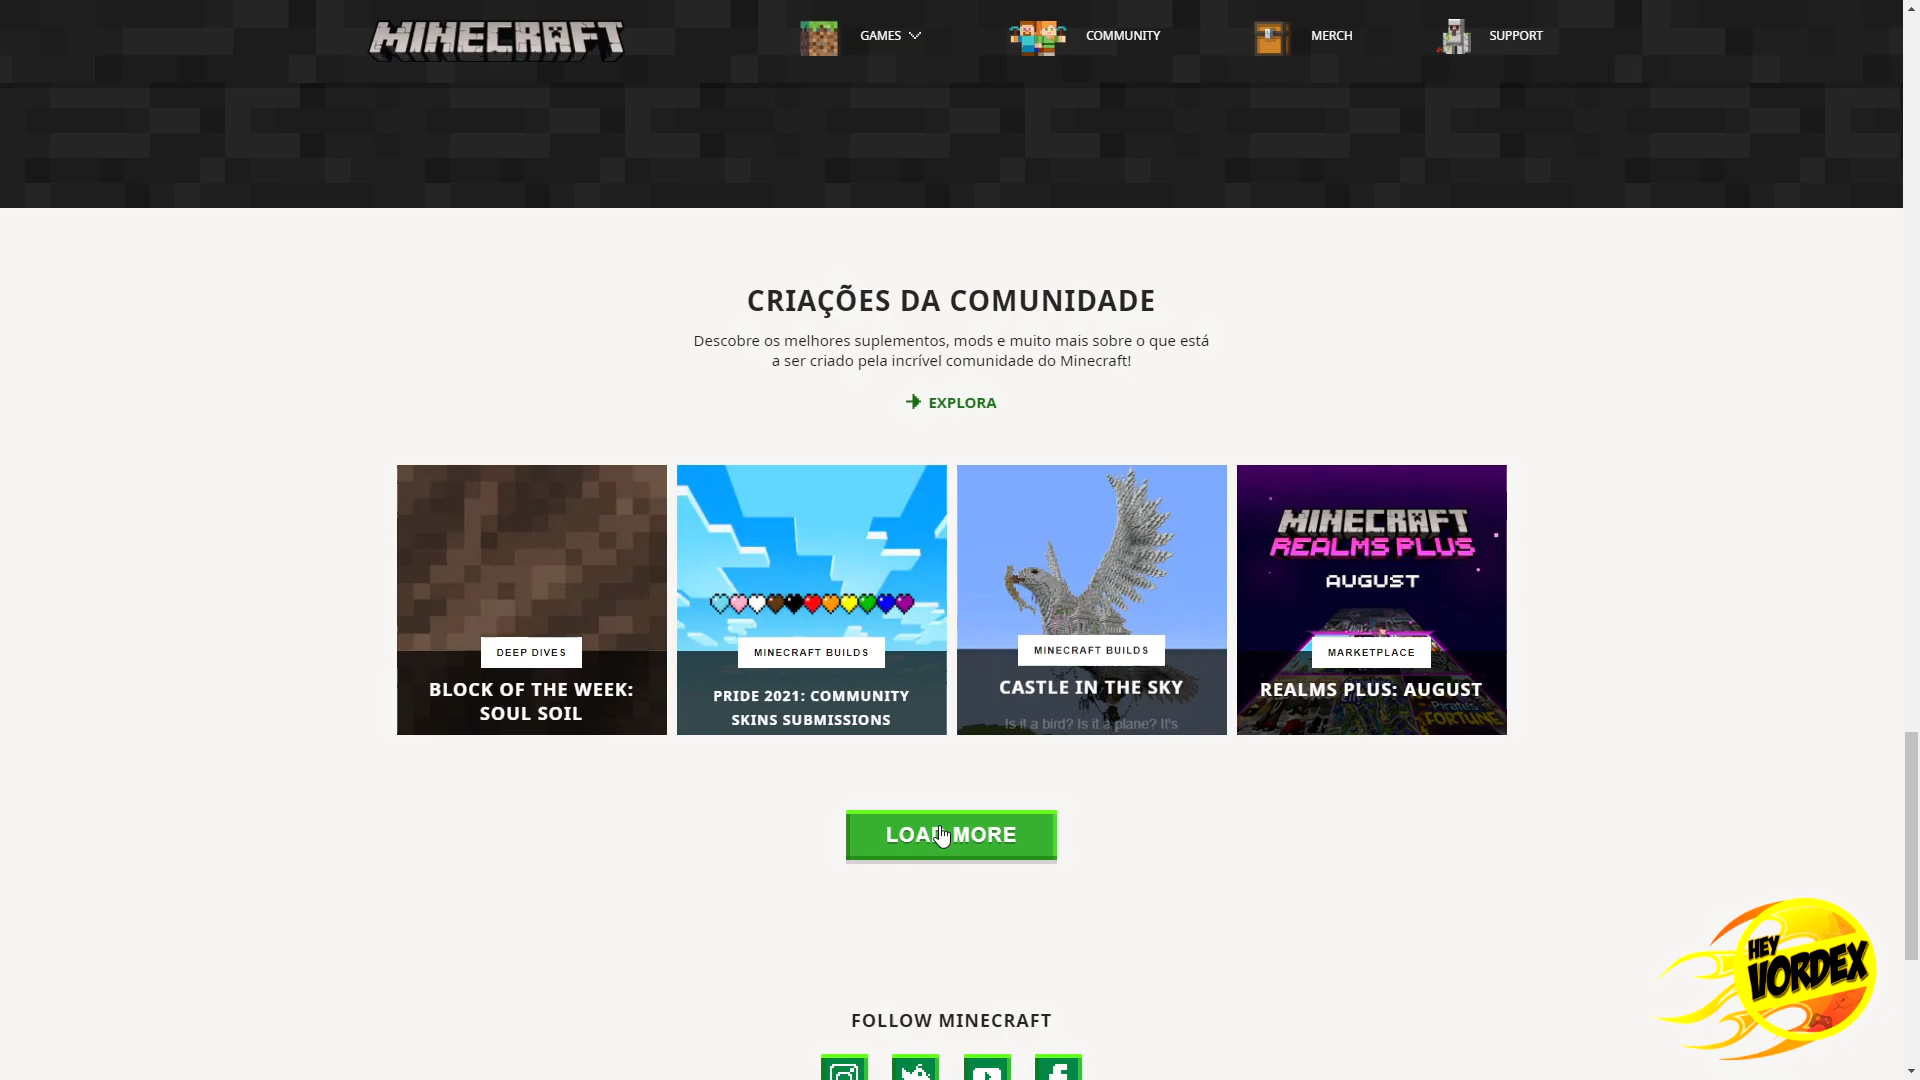 MINECRAFT
GAMES
COMMUNITY
MERCH
SUPPORT
CRIAÇÕES DA COMUNIDADE
Descobre os melhores suplementos, mods e muito mais sobre o que está
a ser criado pela incrível comunidade do Minecraft!
EXPLORA
DEEP DIVES
BLOCK OF THE WEEK:
SOUL SOIL
MINECRAFT BUILDS
PRIDE 2021: COMMUNITY
SKINS SUBMISSIONS
MINECRAFT BUILDS
CASTLE IN THE SKY
Is it a bird? Is it a plane? It's
MINECRAFT
REALMS PLUS
AUGUST
MARKETPLACE
REALMS PLUS: AUGUST
Pirates
FORTUNE
LOAD MORE
HEY
VORDEX
FOLLOW MINECRAFT